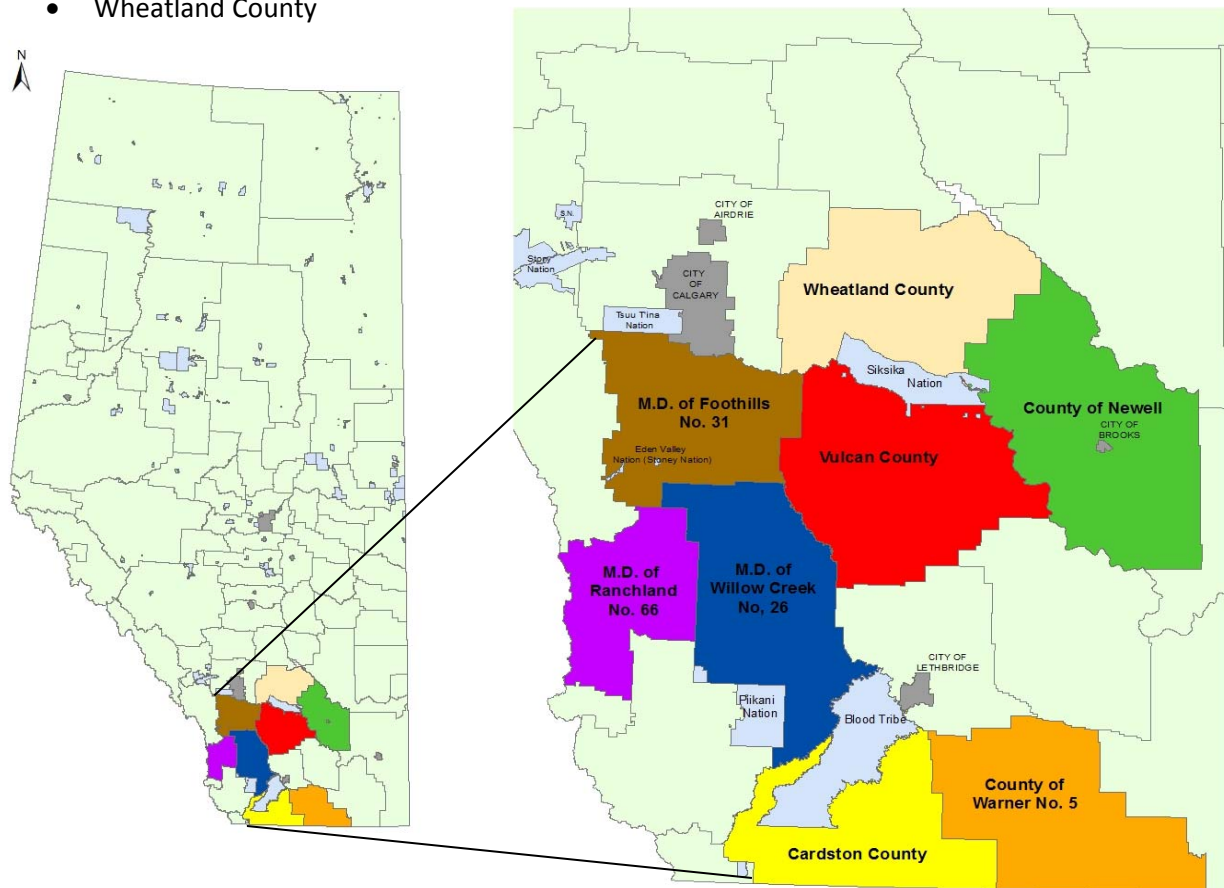 • Wheatland County
N
CITY OF
AIRDRIE
S.N.
Stony
Nation
CITY
OF
CALGARY
Wheatland County
Tsuu T'ina
Nation
Siksika
Nation
M.D. of Foothills
No. 31
County of Newell
CITY OF
BROOKS
Eden Valley
Nation (Stoney Nation)
Vulcan County
M.D. of
Ranchland
No. 66
M.D. of
Willow Creek
No, 26
CITY OF
LETHBRIDGE
Piikani
Nation
Blood Tribe
County of
Warner No. 5
Cardston County